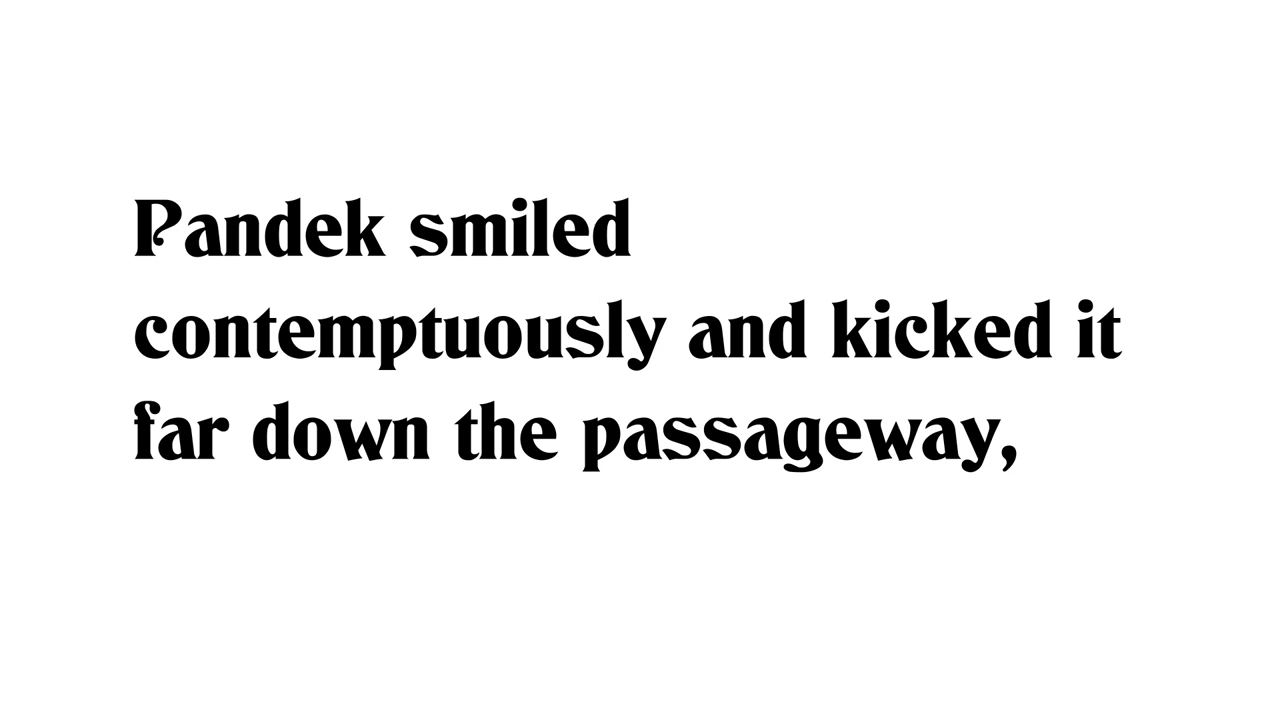 Pandek smiled
contemptuously and kicked it
far down the passageway,